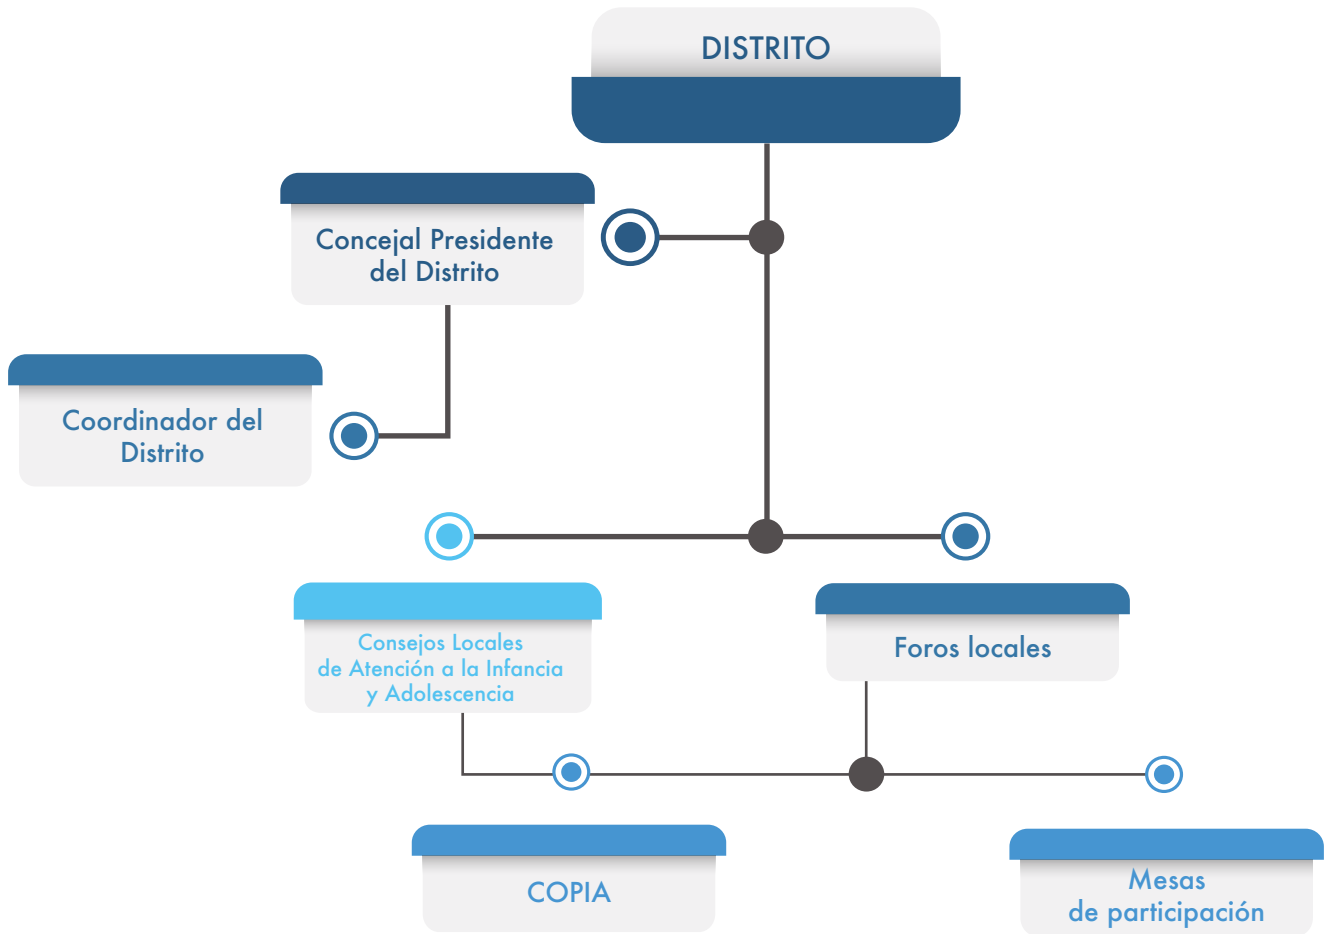 DISTRITO
Concejal Presidente
del Distrito
Coordinador del
Distrito
Consejos Locales
de Atención a la Infancia
y Adolescencia
Foros locales
COPIA
Mesas
de participación